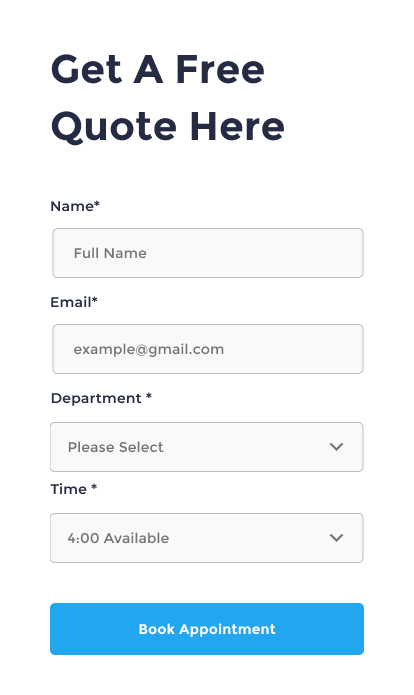 Get A Free
Quote Here
Name*
Full Name
Email*
example@gmail.com
Department *
Please Select
Time *
4:00 Available
Book Appointment